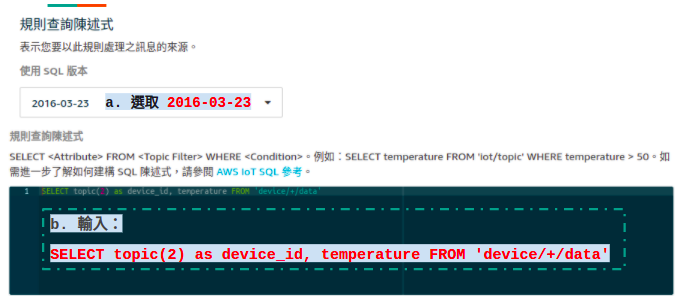 規則查詢陳述式
表示您要以此規則處理之訊息的來源。
使用 SQL 版本
2016-03-23 a. 選取 2016-03-23
規則查詢陳述式
SELECT <Attribute> FROM <Topic Filter> WHERE <Condition>。例如：SELECT temperature FROM 'iot/topic' WHERE temperature > 50。如
需進一步了解如何建構 SQL 陳述式，請參閱 AWS IoT SQL 參考。
1 SELECT topic(2) as device_id, temperature FROM 'device/+/data'
b. 輸入：
SELECT topic(2) as device_id, temperature FROM 'device/+/data'